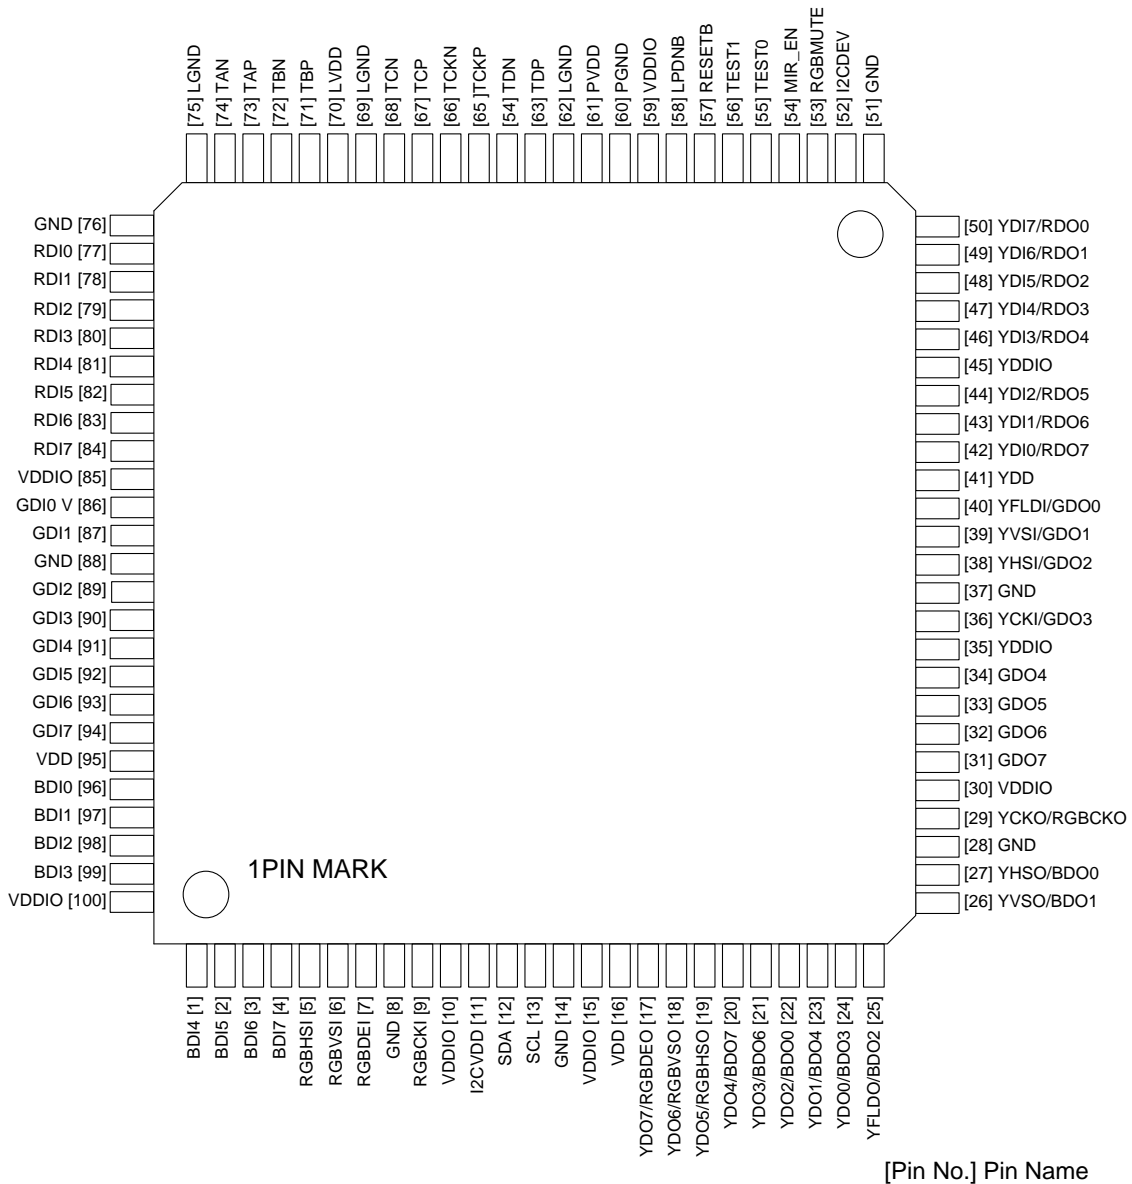 [75] LGND
[74] TAN
[73] TAP
[72] TBN
[71] TBP
[70] LVDD
[69] LGND
[68] TCN
[67] TCP
[66] TCKN
[65 ]TCKP
[54] TDN
[63] TDP
[62] LGND
[61] PVDD
[60] PGND
[59] VDDIO
[58] LPDNB
[57] RESETB
[56] TEST1
[55] TEST0
[54] MIR_EN
[53] RGBMUTE
[52] I2CDEV
[51] GND
GND [76]
RDI0 [77]
RDI1 [78]
RDI2 [79]
RDI3 [80]
RDI4 [81]
RDI5 [82]
RDI6 [83]
RDI7 [84]
VDDIO [85]
GDI0 V [86]
GDI1 [87]
GND [88]
GDI2 [89]
GDI3 [90]
GDI4 [91]
GDI5 [92]
GDI6 [93]
GDI7 [94]
VDD [95]
BDI0 [96]
BDI1 [97]
BDI2 [98]
BDI3 [99]
VDDIO [100]
[50] YDI7/RDO0
[49] YDI6/RDO1
[48] YDI5/RDO2
[47] YDI4/RDO3
[46] YDI3/RDO4
[45] YDDIO
[44] YDI2/RDO5
[43] YDI1/RDO6
[42] YDI0/RDO7
[41] YDD
[40] YFLDI/GDO0
[39] YVSI/GDO1
[38] YHSI/GDO2
[37] GND
[36] YCKI/GDO3
[35] YDDIO
[34] GDO4
[33] GDO5
[32] GDO6
[31] GDO7
[30] VDDIO
[29] YCKO/RGBCKO
[28] GND
[27] YHSO/BDO0
[26] YVSO/BDO1
1PIN MARK
BDI4 [1]
BDI5 [2]
BDI6 [3]
BDI7 [4]
RGBHSI [5]
RGBVSI [6]
RGBDEI [7]
GND [8]
RGBCKI [9]
VDDIO [10]
I2CVDD [11]
SDA [12]
SCL [13]
GND [14]
VDDIO [15]
VDD [16]
YDO7/RGBDEO [17]
YDO6/RGBVSO [18]
YDO5/RGBHSO [19]
YDO4/BDO7 [20]
YDO3/BDO6 [21]
YDO2/BDO0 [22]
YDO1/BDO4 [23]
YDO0/BDO3 [24]
YFLDO/BDO2 [25]
[Pin No.] Pin Name